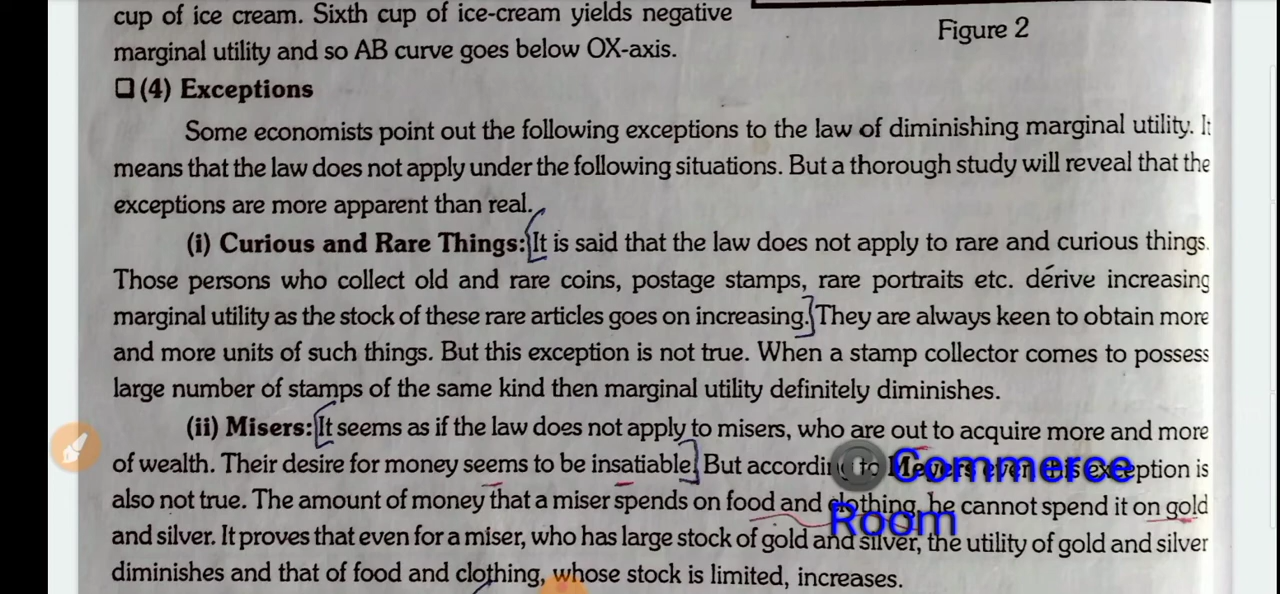 cup of ice cream. Sixth cup of ice-cream yields negative
marginal utility and so AB curve goes below OX-axis.
Figure 2
(4) Exceptions
Some economists point out the following exceptions to the law of diminishing marginal utility. It
means that the law does not apply under the following situations. But a thorough study will reveal that the
exceptions are more apparent than real.
(i) Curious and Rare Things: It is said that the law does not apply to rare and curious things.
Those persons who collect old and rare coins, postage stamps, rare portraits etc. derive increasing
marginal utility as the stock of these rare articles goes on increasing. They are always keen to obtain more
and more units of such things. But this exception is not true. When a stamp collector comes to possess
large number of stamps of the same kind then marginal utility definitely diminishes.
(ii) Misers: It seems as if the law does not apply to misers, who are out to acquire more and more
of wealth. Their desire for money seems to be insatiable. But according to Meyers even this exception is
also not true. The amount of money that a miser spends on food and clothing, he cannot spend it on gold
and silver. It proves that even for a miser, who has large stock of gold and silver, the utility of gold and silver
diminishes and that of food and clothing, whose stock is limited, increases.
Commerce
Room